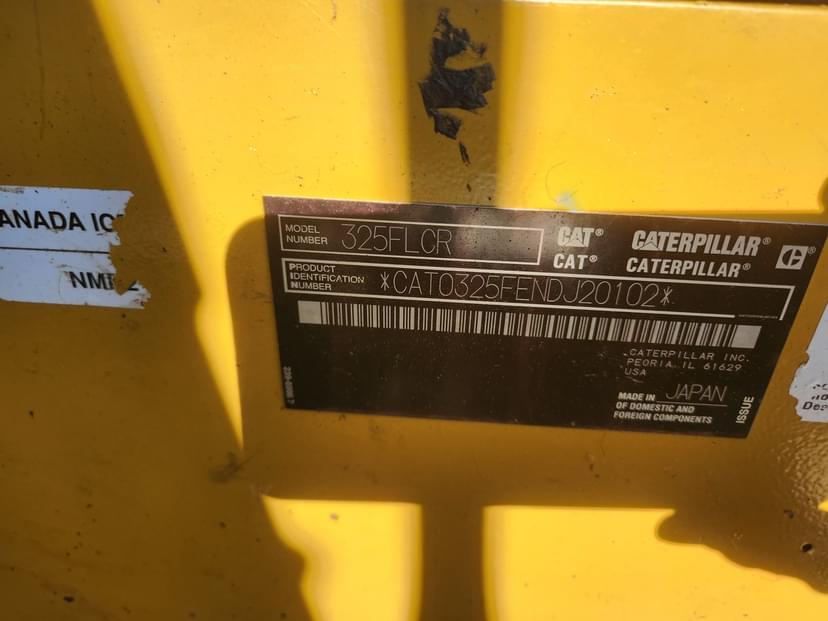 ANADA IC
NM
MODEL
NUMBER 325FLCR
CAT® CATERPILLAR®
CAT® CATERPILLAR®
PRODUCT
IDENTIFICATION
NUMBER *CAT0325FENDJ20102*
CATERPILLAR INC.
PEORIA IL 61629
USA
MADE IN JAPAN
OF DOMESTIC AND
FOREIGN COMPONENTS
ISSUE